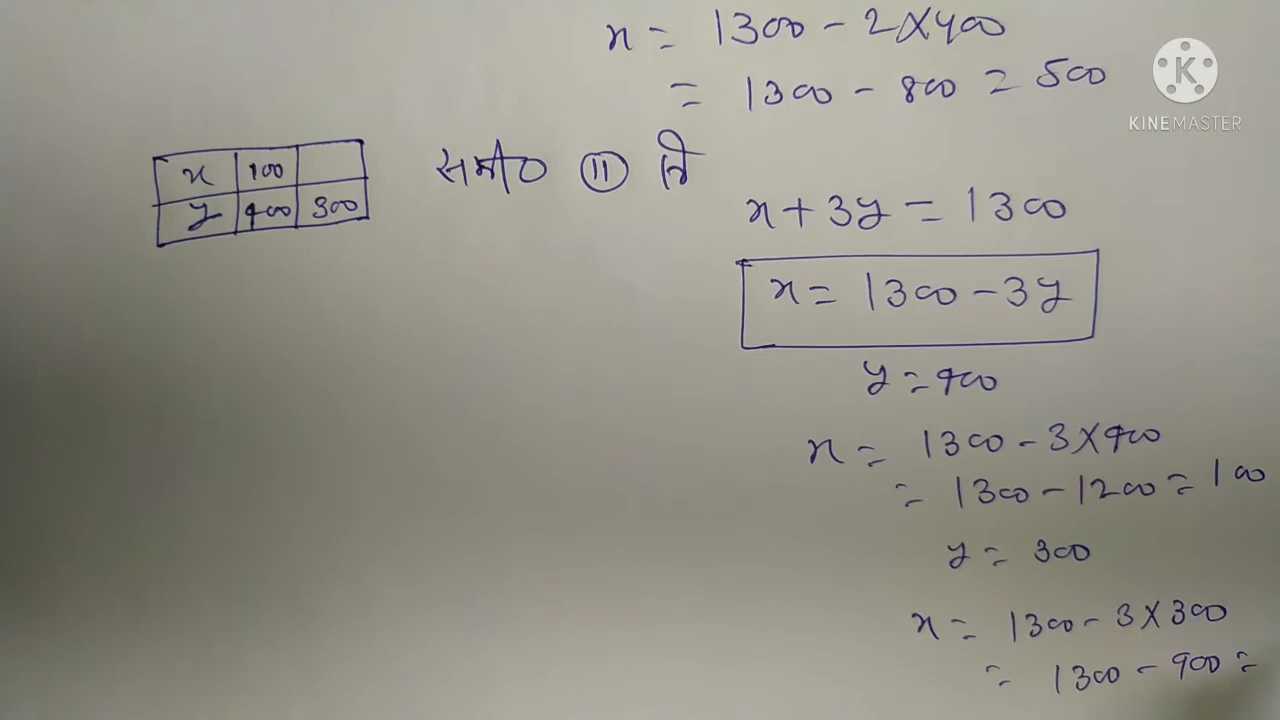 x = 1300 - 2×400
= 1300 - 800 = 500
K
KINEMASTER
x 100
y 400 300
समी० (II) से
x + 3y = 1300
x = 1300 - 3y
y = 400
x = 1300 - 3×400
= 1300 - 1200 = 100
y = 300
x = 1300 - 3×300
= 1300 - 900 =